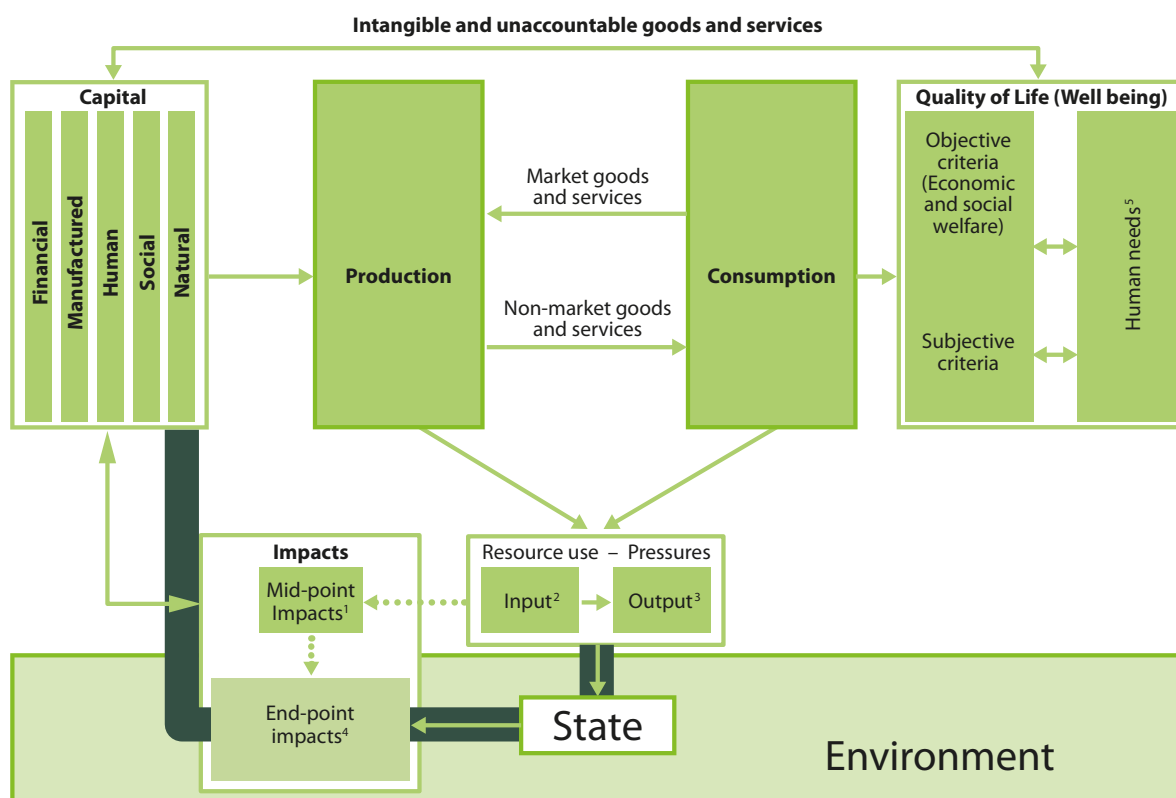 Intangible and unaccountable goods and services
Capital
Financial
Manufactured
Human
Social
Natural
Production
Market goods
and services
Non-market goods
and services
Consumption
Quality of Life (Well being)
Objective
criteria
(Economic
and social
welfare)
Subjective
criteria
Human needs⁵
Impacts
Mid-point
Impacts¹
End-point
impacts⁴
Resource use – Pressures
Input²
Output³
State
Environment